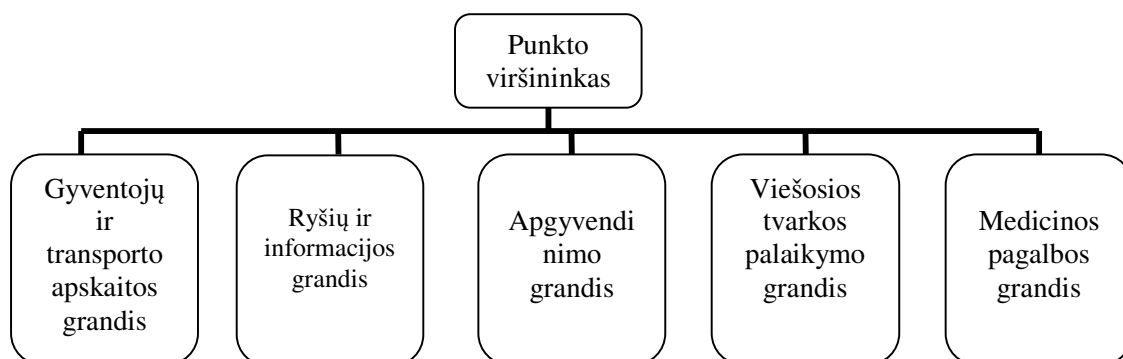 Punkto
viršininkas
Gyventojų
ir
transporto
apskaitos
grandis
Ryšių ir
informacijos
grandis
Apgyvendi
nimo
grandis
Viešosios
tvarkos
palaikymo
grandis
Medicinos
pagalbos
grandis